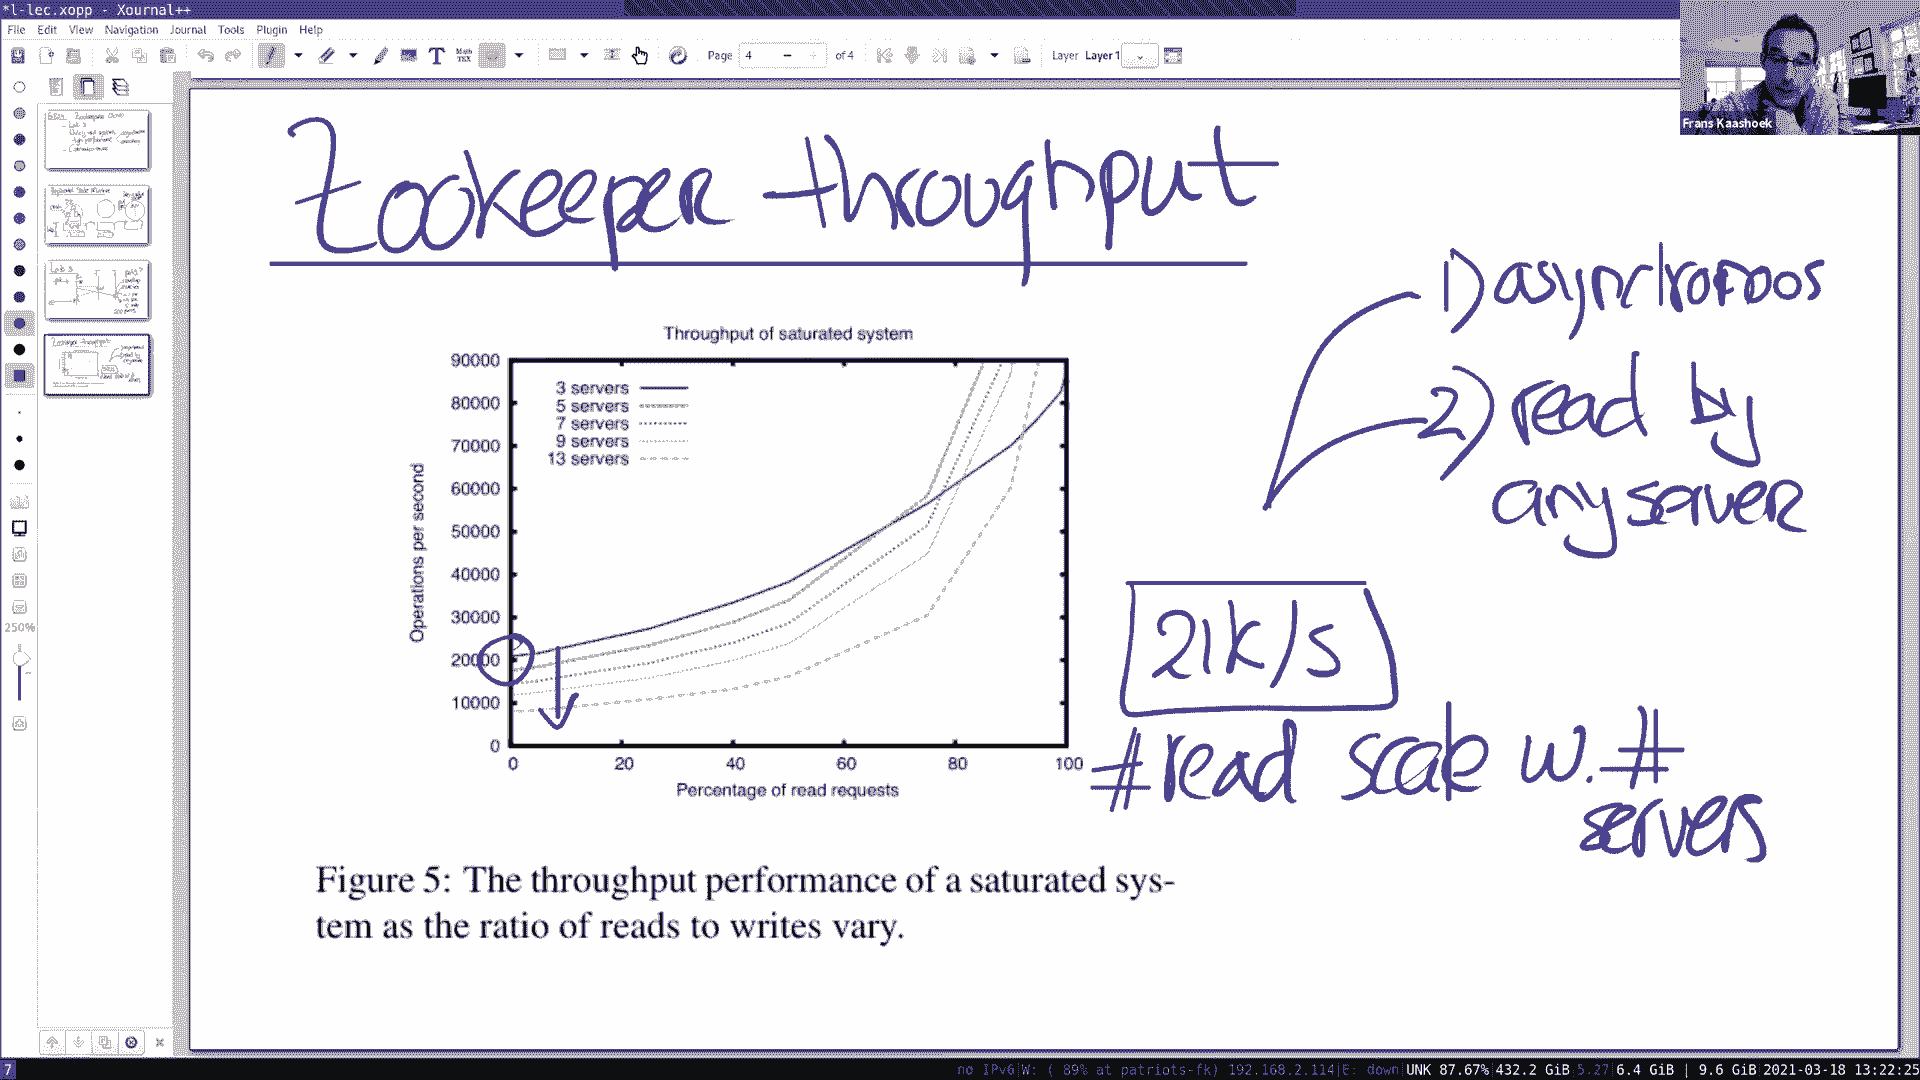 *l-lec.xopp - Xournal++
File Edit View Navigation Journal Tools Plugin Help
Page 4 of 4 Layer Layer 1
Frans Kaashoek
250%
Zookeeper throughput
1) asynchronous
2) read by
any server
21k/s
#read scale w. #
servers
Throughput of saturated system
Operations per second
90000
80000
70000
60000
50000
40000
30000
20000
10000
0
3 servers
5 servers
7 servers
9 servers
13 servers
0 20 40 60 80 100
Percentage of read requests
Figure 5: The throughput performance of a saturated sys-
tem as the ratio of reads to writes vary.
7
no IPv6|W: ( 89% at patriots-fk) 192.168.2.114|E: down|UNK 87.67%|432.2 GiB 5.27|6.4 GiB | 9.6 GiB|2021-03-18 13:22:25